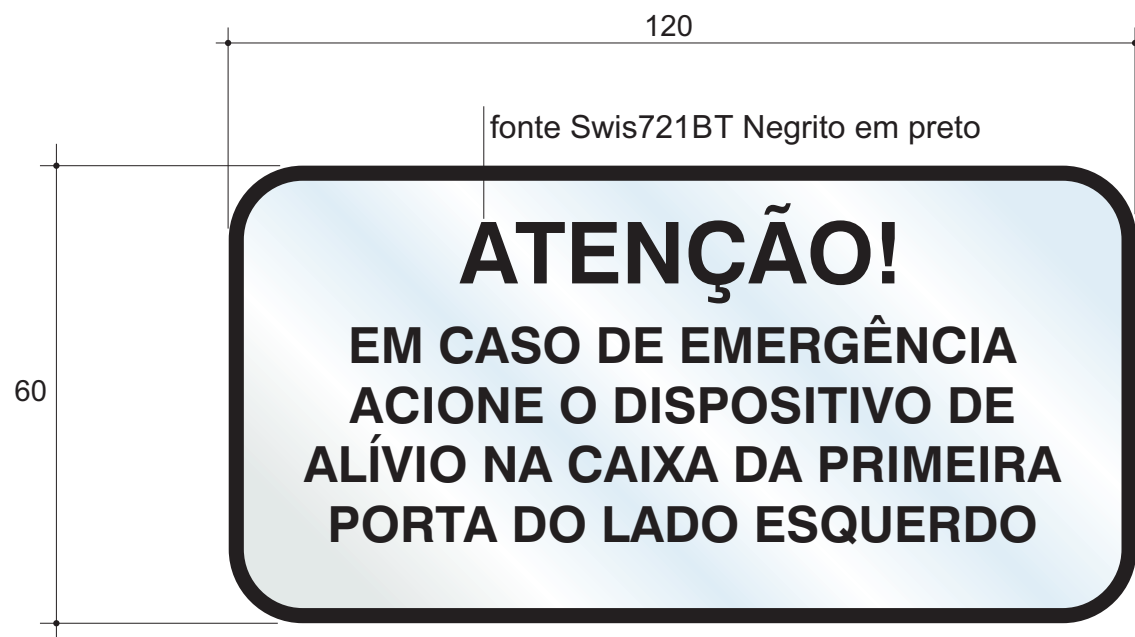 120
fonte Swis721BT Negrito em preto
60
ATENÇÃO!
EM CASO DE EMERGÊNCIA
ACIONE O DISPOSITIVO DE
ALÍVIO NA CAIXA DA PRIMEIRA
PORTA DO LADO ESQUERDO